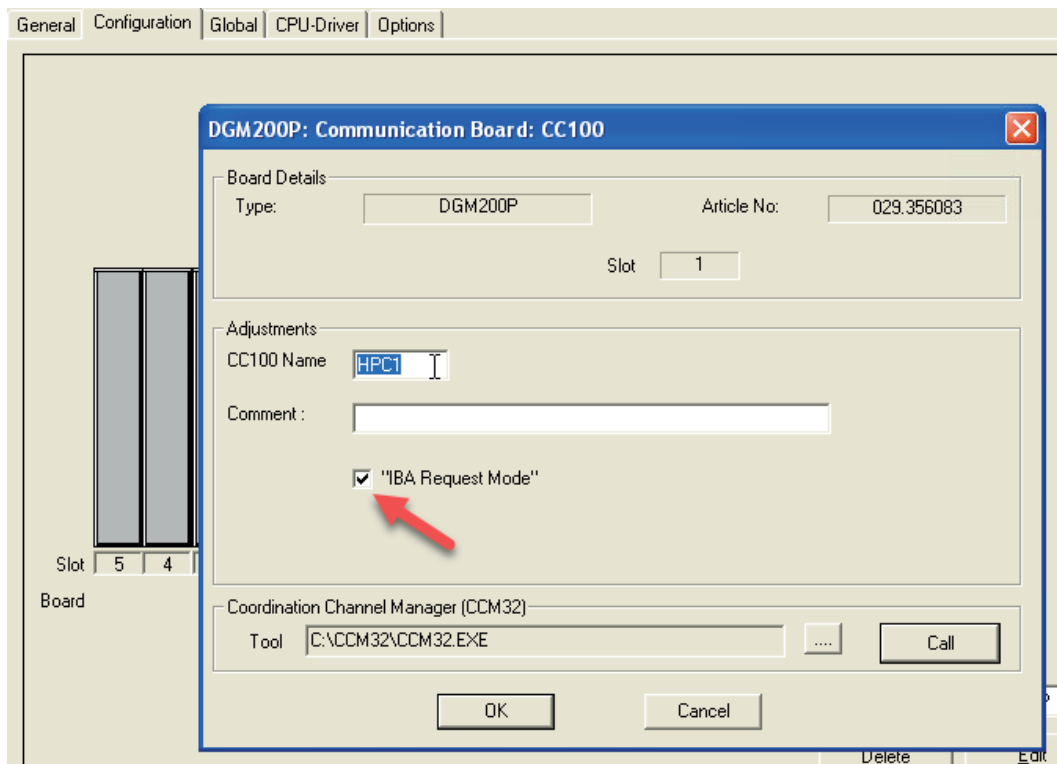 General Configuration Global CPU-Driver Options
DGM200P: Communication Board: CC100
Board Details
Type: DGM200P Article No: 029.356083
Slot 1
Adjustments
CC100 Name HPC1
Comment :
"IBA Request Mode"
Slot 5 4
Board
Coordination Channel Manager (CCM32)
Tool C:\CCM32\CCM32.EXE .... Call
OK Cancel
Delete Edit